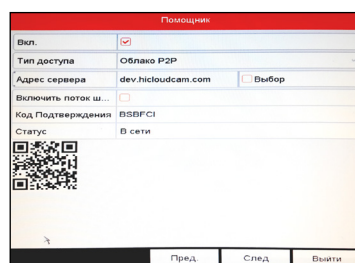 Помощник
Вкл.
Тип доступа Облако P2P
Адрес сервера dev.hicloudcam.com Выбор
Включить поток ш...
Код Подтверждения BSBFCI
Статус В сети
Пред. След Выйти